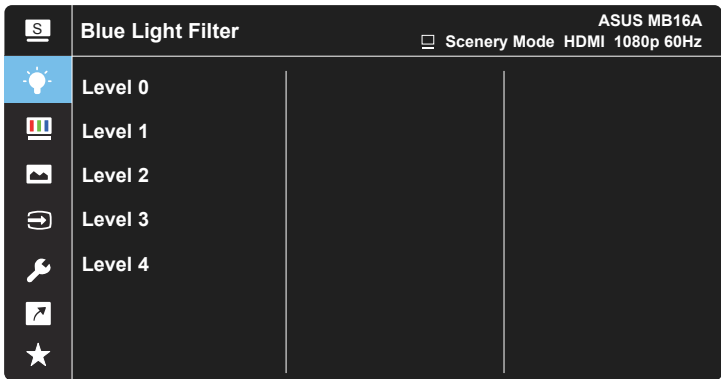 S
Blue Light Filter
ASUS MB16A
Scenery Mode HDMI 1080p 60Hz
Level 0
Level 1
Level 2
Level 3
Level 4